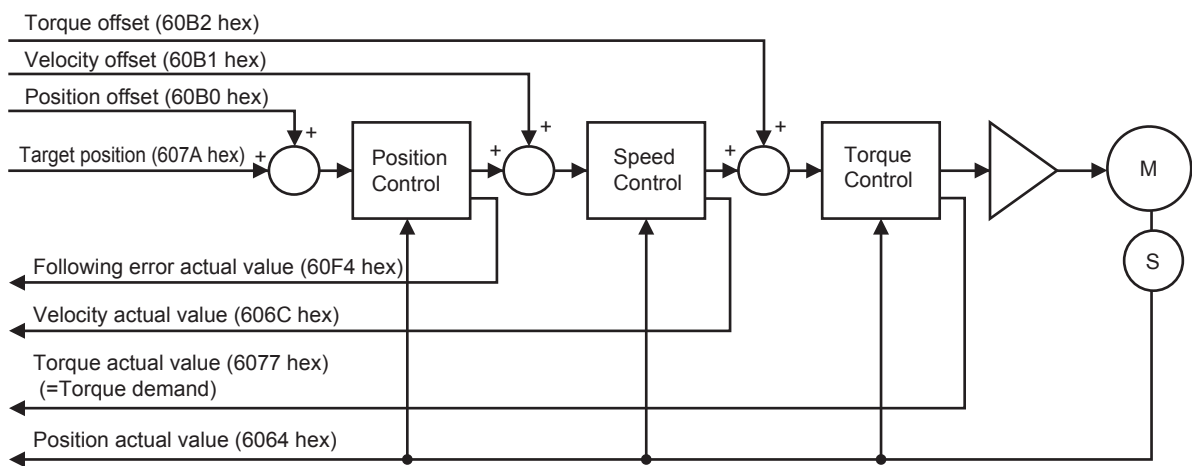 Torque offset (60B2 hex)
Velocity offset (60B1 hex)
Position offset (60B0 hex)
+
+
+
Target position (607A hex)
+
Position
Control
+
Speed
Control
+
Torque
Control
M
S
Following error actual value (60F4 hex)
Velocity actual value (606C hex)
Torque actual value (6077 hex)
(=Torque demand)
Position actual value (6064 hex)